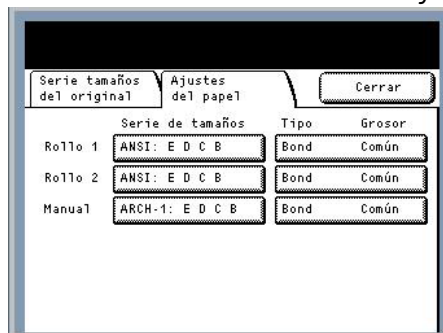 Serie tamaños
del original
Ajustes
del papel
Cerrar
Serie de tamaños Tipo Grosor
Rollo 1 ANSI: E D C B Bond Común
Rollo 2 ANSI: E D C B Bond Común
Manual ARCH-1: E D C B Bond Común